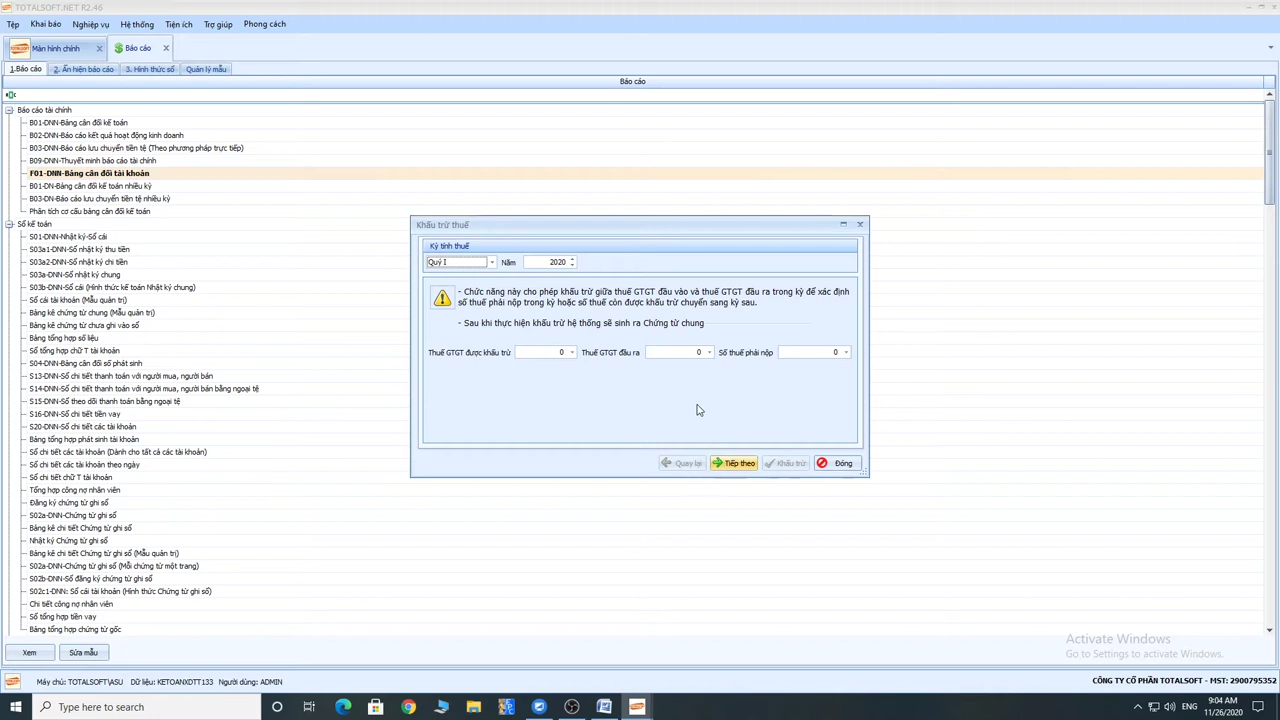 TOTALSOFT.NET R2.46
Tệp Khai báo Nghiệp vụ Hệ thống Tiện ích Trợ giúp Phong cách
Màn hình chính Báo cáo
1.Báo cáo 2. Ẩn hiện báo cáo 3. Hình thức sổ Quản lý mẫu
Báo cáo
Báo cáo tài chính
B01-DNN-Bảng cân đối kế toán
B02-DNN-Báo cáo kết quả hoạt động kinh doanh
B03-DNN-Báo cáo lưu chuyển tiền tệ (Theo phương pháp trực tiếp)
B09-DNN-Thuyết minh báo cáo tài chính
F01-DNN-Bảng cân đối tài khoản
B01-DN-Bảng cân đối kế toán nhiều kỳ
B03-DN-Báo cáo lưu chuyển tiền tệ nhiều kỳ
Phân tích cơ cấu bảng cân đối kế toán
Sổ kế toán
S01-DNN-Nhật ký-Sổ cái
S03a1-DNN-Sổ nhật ký thu tiền
S03a2-DNN-Sổ nhật ký chi tiền
S03a-DNN-Sổ nhật ký chung
S03b-DNN-Sổ cái (Hình thức kế toán Nhật ký chung)
Sổ cái tài khoản (Mẫu quản trị)
Bảng kê chứng từ chung (Mẫu quản trị)
Bảng kê chứng từ chưa ghi vào sổ
Bảng tổng hợp số liệu
Sổ tổng hợp chữ T tài khoản
S04-DNN-Bảng cân đối số phát sinh
S13-DNN-Sổ chi tiết thanh toán với người mua, người bán
S14-DNN-Sổ chi tiết thanh toán với người mua, người bán bằng ngoại tệ
S15-DNN-Sổ theo dõi thanh toán bằng ngoại tệ
S16-DNN-Sổ chi tiết tiền vay
S20-DNN-Sổ chi tiết các tài khoản
Bảng tổng hợp phát sinh tài khoản
Sổ chi tiết các tài khoản (Dành cho tất cả các tài khoản)
Sổ chi tiết các tài khoản theo ngày
Sổ chi tiết chữ T tài khoản
Tổng hợp công nợ nhân viên
Đăng ký chứng từ ghi sổ
S02a-DNN-Chứng từ ghi sổ
Bảng kê chi tiết Chứng từ ghi sổ
Nhật ký Chứng từ ghi sổ
Bảng kê chi tiết Chứng từ ghi sổ (Mẫu quản trị)
S02a-DNN-Chứng từ ghi sổ (Mỗi chứng từ một trang)
S02b-DNN-Sổ đăng ký chứng từ ghi sổ
S02c1-DNN: Sổ cái tài khoản (Hình thức Chứng từ ghi sổ)
Chi tiết công nợ nhân viên
Sổ tổng hợp tiền vay
Bảng tổng hợp chứng từ gốc
Khấu trừ thuế
Kỳ tính thuế
Quý I Năm 2020
- Chức năng này cho phép khấu trừ giữa thuế GTGT đầu vào và thuế GTGT đầu ra trong kỳ để xác định
số thuế phải nộp trong kỳ hoặc số thuế còn được khấu trừ chuyển sang kỳ sau.
- Sau khi thực hiện khấu trừ hệ thống sẽ sinh ra Chứng từ chung
Thuế GTGT được khấu trừ 0 Thuế GTGT đầu ra 0 Số thuế phải nộp 0
Quay lại Tiếp theo Khấu trừ Đóng
Activate Windows
Go to Settings to activate Windows.
Xem Sửa mẫu
Máy chủ: TOTALSOFT\ASU Dữ liệu: KETOANXDTT133 Người dùng: ADMIN CÔNG TY CỔ PHẦN TOTALSOFT - MST: 2900795352
Type here to search ENG 9:04 AM
11/26/2020